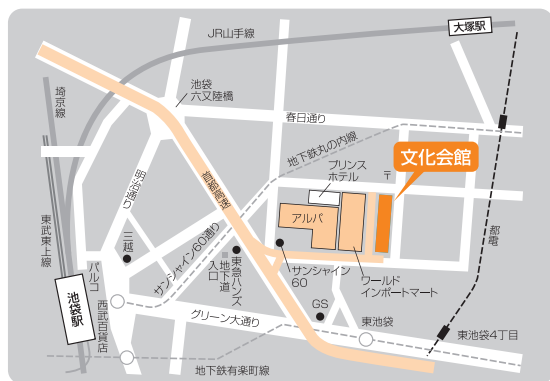 大塚駅
JR山手線
池袋
六又陸橋
埼京線
春日通り
地下鉄丸の内線
文化会館
プリンス
ホテル
〒
明治通り
首都高速
アルパ
都電
東武東上線
三越
サンシャイン60通り
東急ハンズ
地下道
入口
サンシャイン
60
ワールド
インポートマート
パルコ
池袋駅
西武百貨店
GS
グリーン大通り
東池袋
東池袋4丁目
地下鉄有楽町線